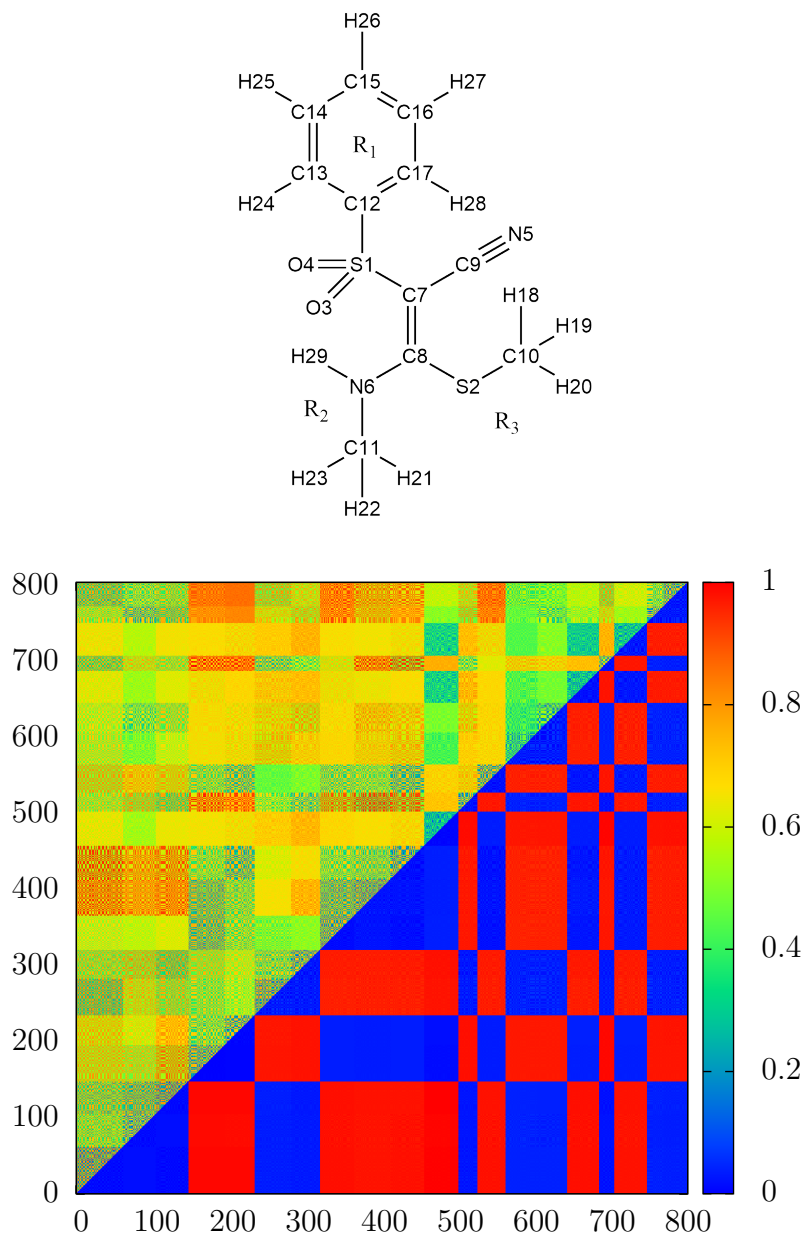 H26
H25 C15 H27
C14 C16
R1
C13 C17
H24 C12 H28
N5
O4 S1 C9
C7 H18
O3
H19
H29 C8 C10
N6 S2 H20
R2 R3
C11
H23 H21
H22
800 1
700
0.8
600
500
0.6
400
0.4
300
200
0.2
100
0 0
0 100 200 300 400 500 600 700 800